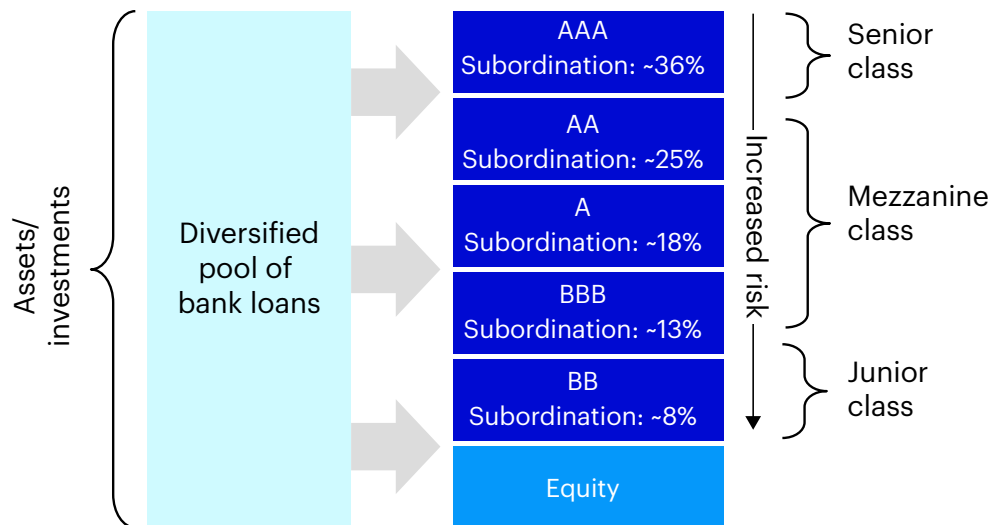 Assets/
investments
Diversified
pool of
bank loans
AAA
Subordination: ~36%
AA
Subordination: ~25%
A
Subordination: ~18%
BBB
Subordination: ~13%
BB
Subordination: ~8%
Equity
Increased risk
Senior
class
Mezzanine
class
Junior
class